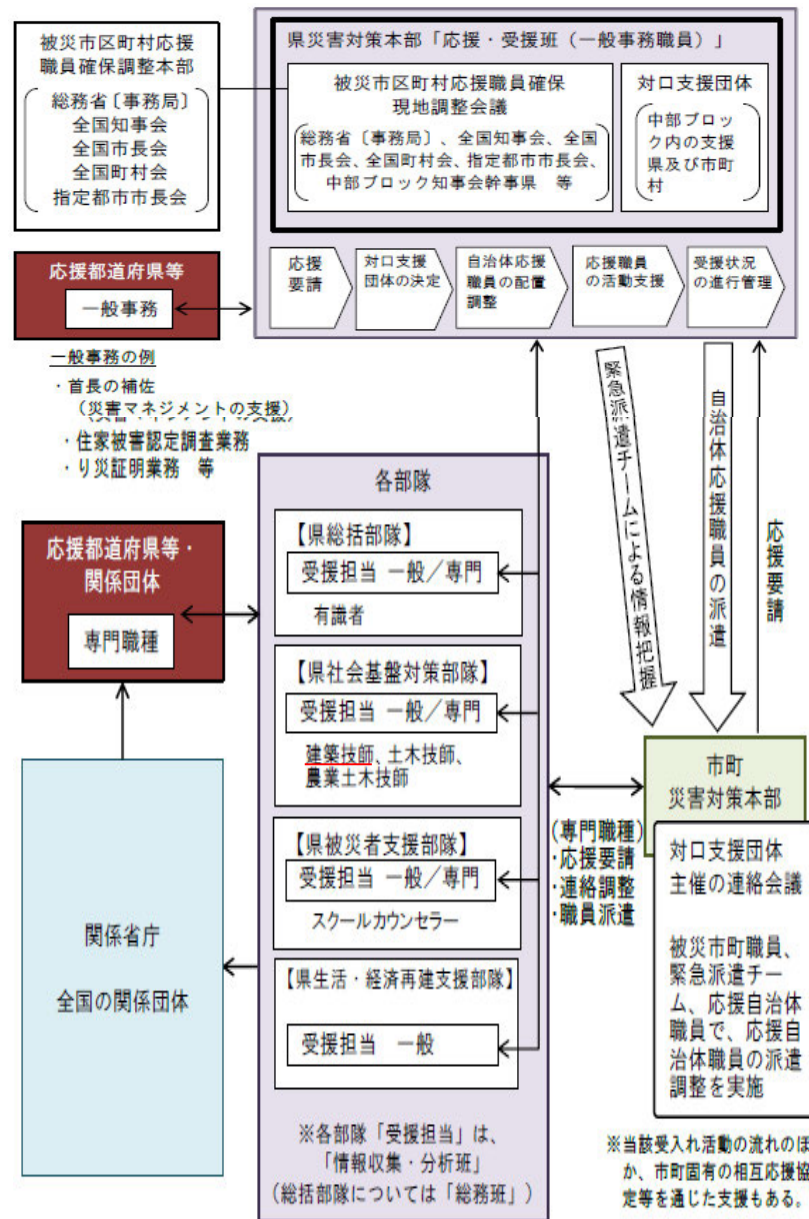 被災市区町村応援
職員確保調整本部
総務省〔事務局〕
全国知事会
全国市長会
全国町村会
指定都市市長会
県災害対策本部「応援・受援班（一般事務職員）」
被災市区町村応援職員確保
現地調整会議
総務省〔事務局〕、全国知事会、全国
市長会、全国町村会、指定都市市長会、
中部ブロック知事会幹事県　等
対口支援団体
中部ブロッ
ク内の支援
県及び市町
村
応援
要請
対口支援
団体の決定
自治体応援
職員の配置
調整
応援職員
の活動支援
受援状況
の進行管理
応援都道府県等
一般事務
一般事務の例
・首長の補佐
（災害マネジメントの支援）
・住家被害認定調査業務
・り災証明業務　等
緊急派遣チームによる情報把握
自治体応援職員の派遣
応援要請
各部隊
【県総括部隊】
受援担当 一般／専門
有識者
【県社会基盤対策部隊】
受援担当 一般／専門
建築技師、土木技師、
農業土木技師
【県被災者支援部隊】
受援担当 一般／専門
スクールカウンセラー
【県生活・経済再建支援部隊】
受援担当　一般
※各部隊「受援担当」は、
「情報収集・分析班」
（総括部隊については「総務班」）
応援都道府県等・
関係団体
専門職種
関係省庁
全国の関係団体
(専門職種)
・応援要請
・連絡調整
・職員派遣
市町
災害対策本部
対口支援団体
主催の連絡会議
被災市町職員、
緊急派遣チー
ム、応援自治体
職員で、応援自
治体職員の派遣
調整を実施
※当該受入れ活動の流れのほ
か、市町固有の相互応援協
定等を通じた支援もある。